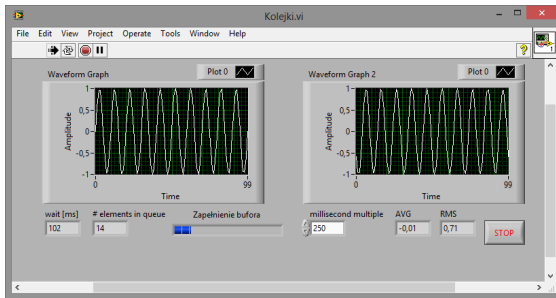 Kolejki.vi
File Edit View Project Operate Tools Window Help
?
1
Waveform Graph
Plot 0
1
0,5
0
-0,5
-1
Amplitude
0
99
Time
Waveform Graph 2
Plot 0
1
0,5
0
-0,5
-1
Amplitude
0
99
Time
wait [ms]
102
# elements in queue
14
Zapełnienie bufora
millisecond multiple
250
AVG
-0,01
RMS
0,71
STOP